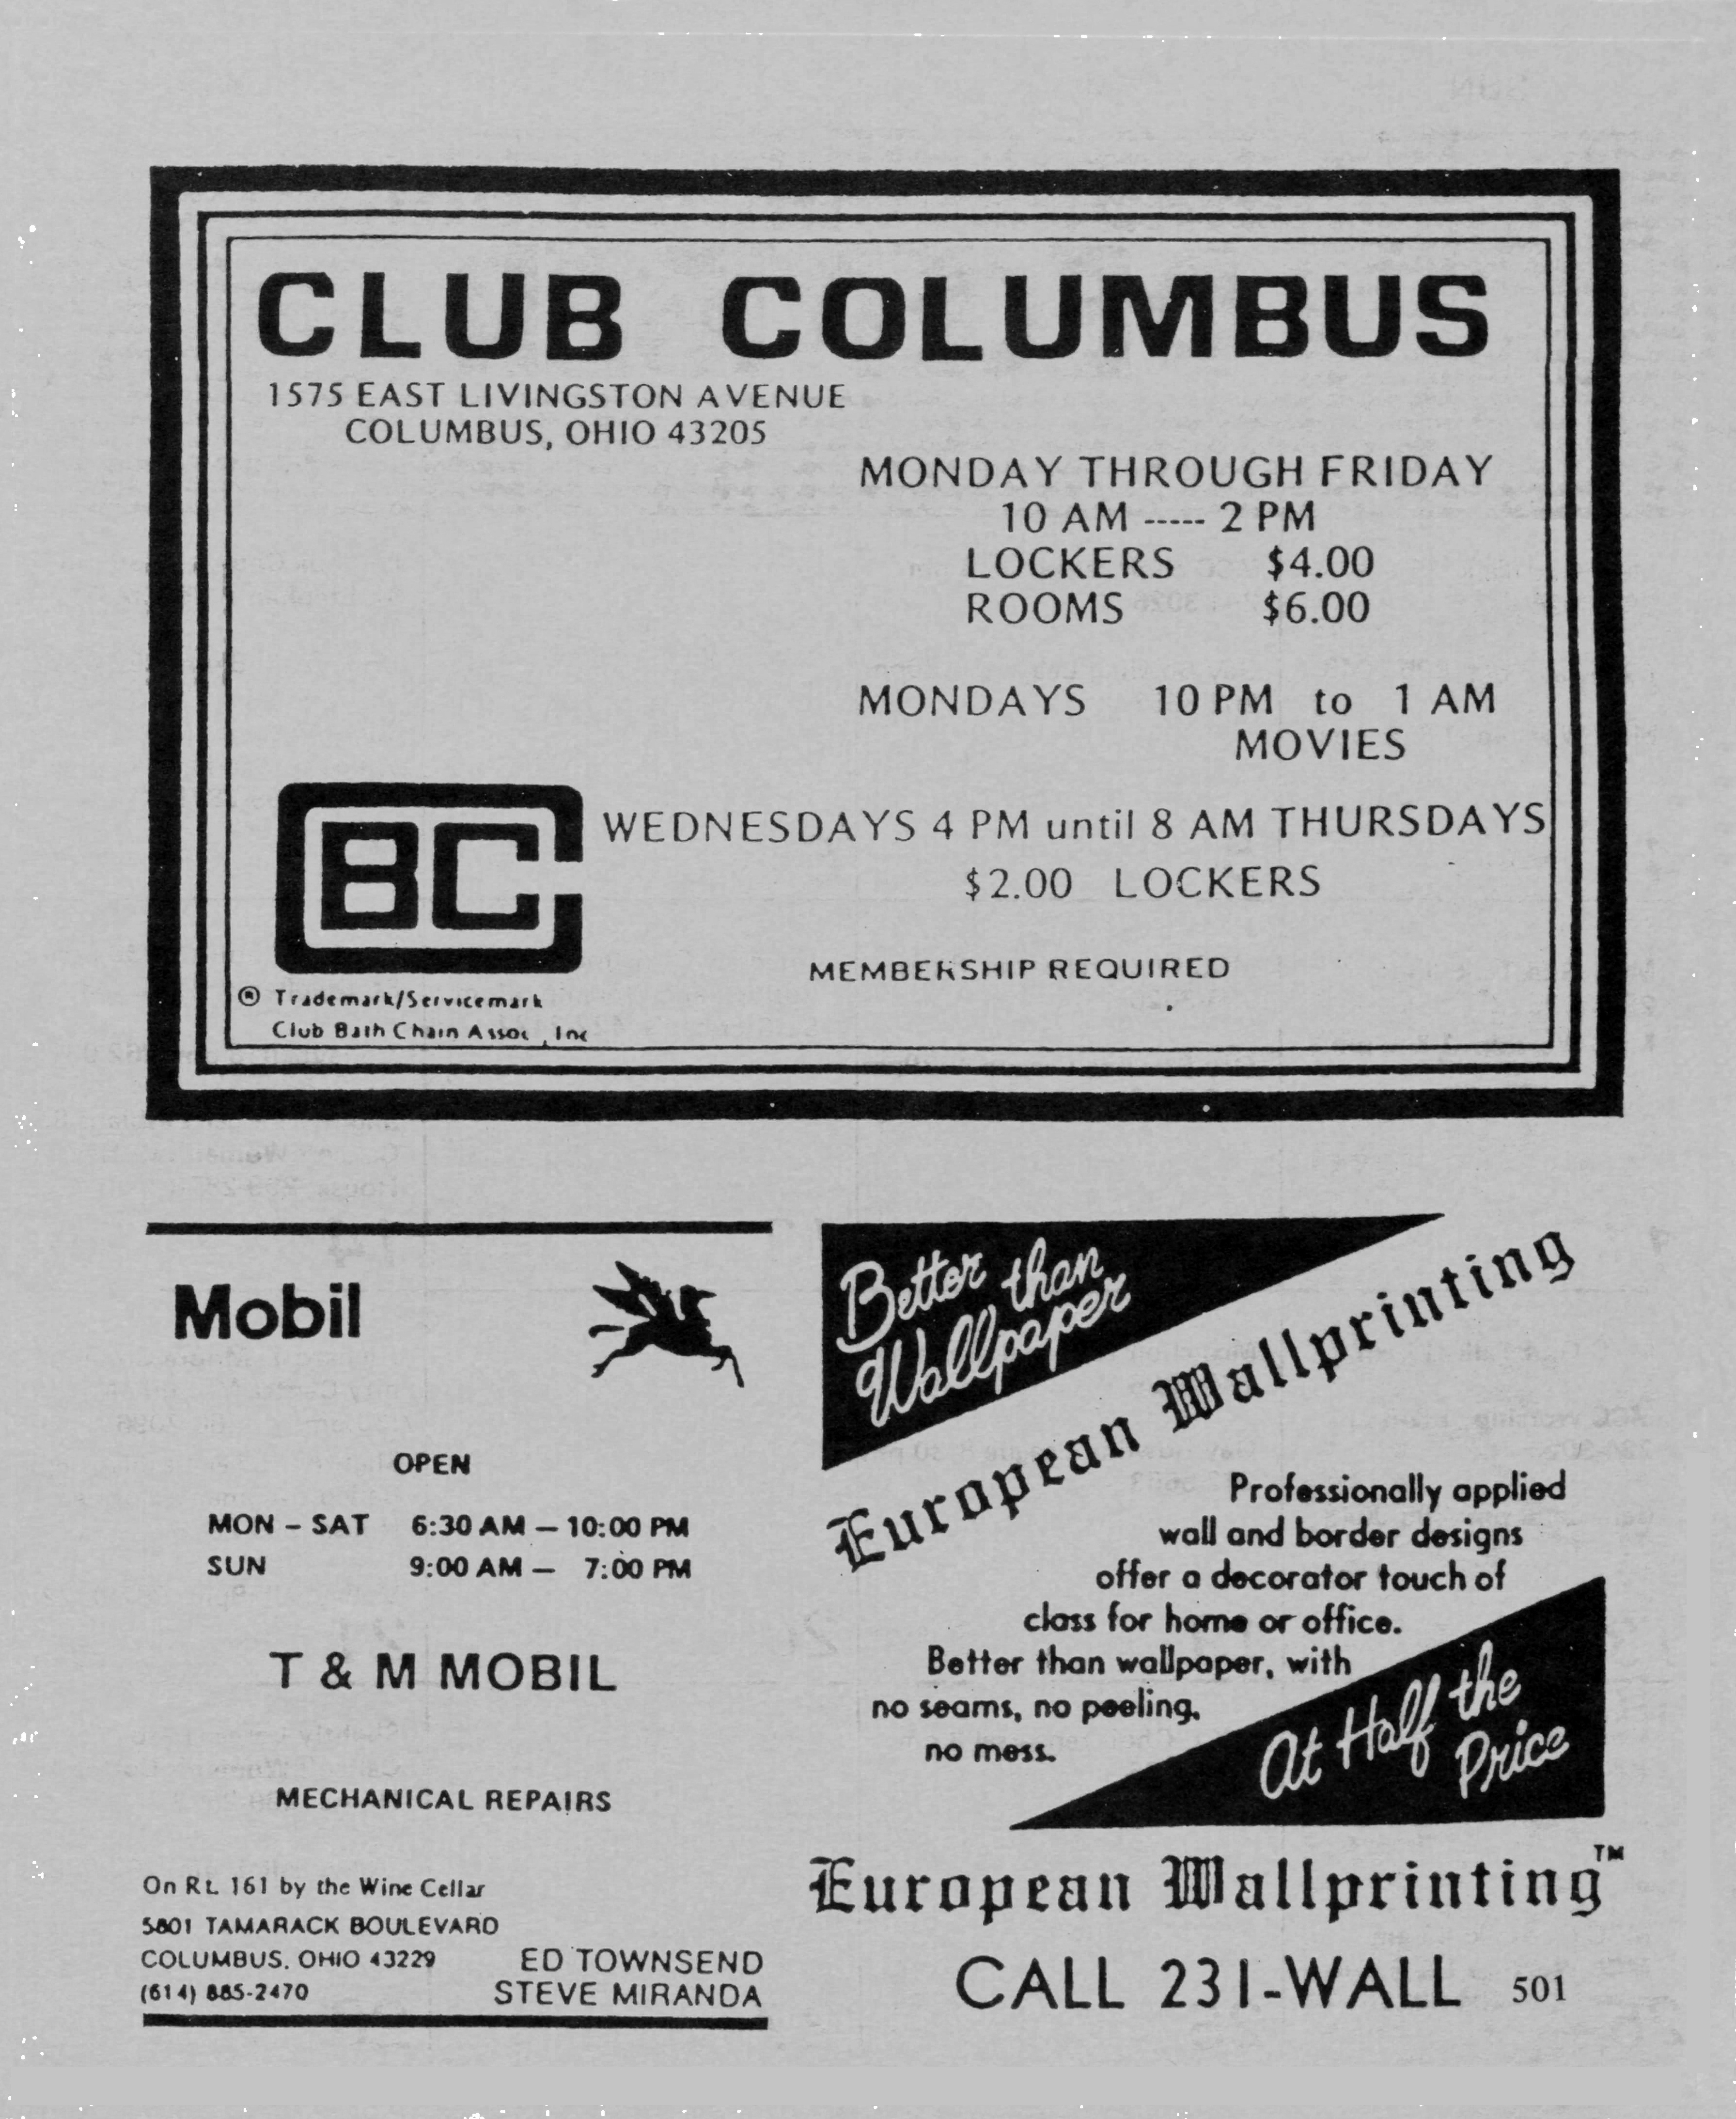 CLUB COLUMBUS
1575 EAST LIVINGSTON AVENUE
COLUMBUS, OHIO 43205
MONDAY THROUGH FRIDAY
10 AM ----- 2 PM
LOCKERS $4.00
ROOMS $6.00
MONDAYS 10 PM to 1 AM
MOVIES
WEDNESDAYS 4 PM until 8 AM THURSDAYS
$2.00 LOCKERS
MEMBERSHIP REQUIRED
CBC
® Trademark/Servicemark
Club Bath Chain Assoc., Inc
Mobil
OPEN
MON – SAT 6:30 AM – 10:00 PM
SUN 9:00 AM – 7:00 PM
T & M MOBIL
MECHANICAL REPAIRS
On Rt. 161 by the Wine Cellar
5801 TAMARACK BOULEVARD
COLUMBUS, OHIO 43229
(614) 885-2470
ED TOWNSEND
STEVE MIRANDA
Better than
Wallpaper
European Wallprinting
Professionally applied
wall and border designs
offer a decorator touch of
class for home or office.
Better than wallpaper, with
no seams, no peeling,
no mess.
At Half the
Price
European Wallprinting™
CALL 231-WALL 501